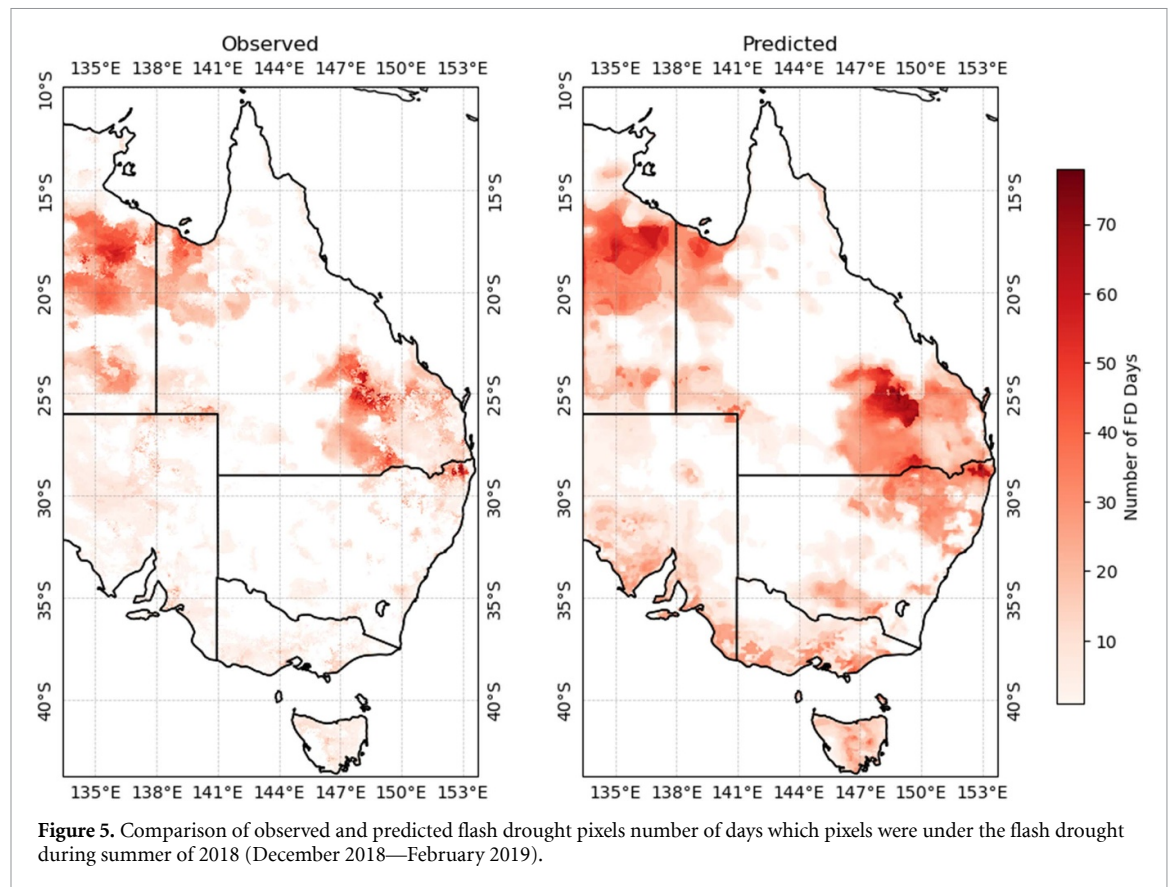 Observed
Predicted
135°E 138°E 141°E 144°E 147°E 150°E 153°E
135°E 138°E 141°E 144°E 147°E 150°E 153°E
10°S
15°S
20°S
25°S
30°S
35°S
40°S
15°S
20°S
25°S
30°S
35°S
40°S
10°S
15°S
20°S
25°S
30°S
35°S
40°S
15°S
20°S
25°S
30°S
35°S
40°S
70
60
50
40
30
20
10
Number of FD Days
135°E 138°E 141°E 144°E 147°E 150°E 153°E
135°E 138°E 141°E 144°E 147°E 150°E 153°E
Figure 5. Comparison of observed and predicted flash drought pixels number of days which pixels were under the flash drought
during summer of 2018 (December 2018—February 2019).